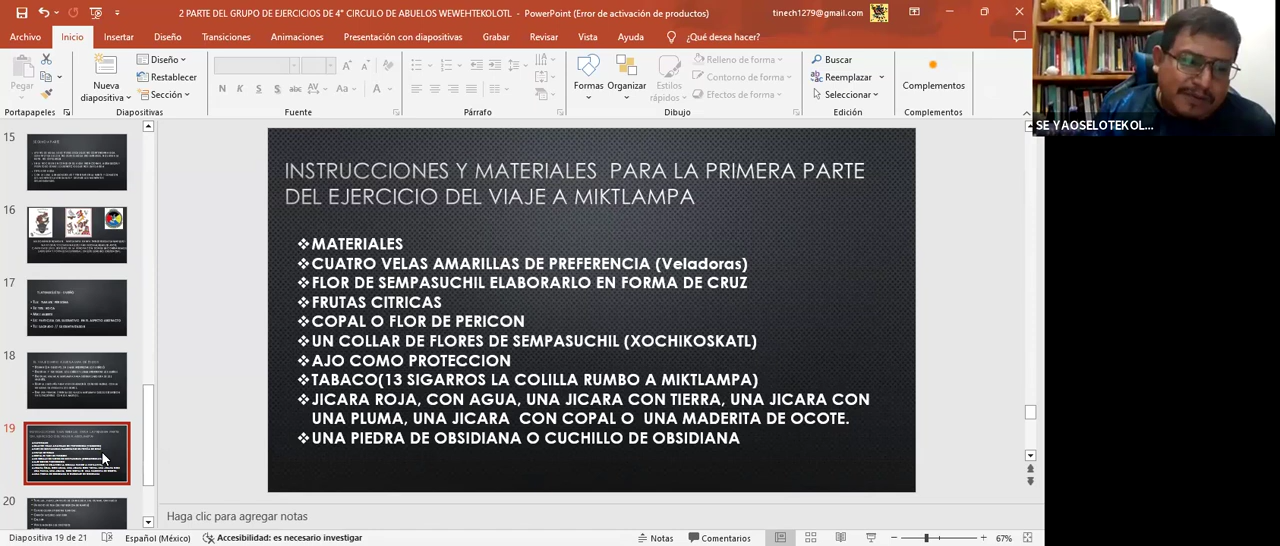 2 PARTE DEL GRUPO DE EJERCICIOS DE 4° CIRCULO DE ABUELOS WEWEHTEKOLOTL - PowerPoint (Error de activación de productos)
tinech1279@gmail.com
Archivo Inicio Insertar Diseño Transiciones Animaciones Presentación con diapositivas Grabar Revisar Vista Ayuda ¿Qué desea hacer?
Pegar
Nueva diapositiva
Diseño
Restablecer
Sección
N K S S abc AV Aa A
Formas
Organizar
Estilos rápidos
Relleno de forma
Contorno de forma
Efectos de forma
Buscar
Reemplazar
Seleccionar
Complementos
Portapapeles Diapositivas Fuente Párrafo Dibujo Edición Complementos
SE YAOSELOTEKOL...
15
16
17
18
19
20
INSTRUCCIONES Y MATERIALES PARA LA PRIMERA PARTE
DEL EJERCICIO DEL VIAJE A MIKTLAMPA
❖MATERIALES
❖CUATRO VELAS AMARILLAS DE PREFERENCIA (Veladoras)
❖FLOR DE SEMPASUCHIL ELABORARLO EN FORMA DE CRUZ
❖FRUTAS CITRICAS
❖COPAL O FLOR DE PERICON
❖UN COLLAR DE FLORES DE SEMPASUCHIL (XOCHIKOSKATL)
❖AJO COMO PROTECCION
❖TABACO(13 SIGARROS LA COLILLA RUMBO A MIKTLAMPA)
❖JICARA ROJA, CON AGUA, UNA JICARA CON TIERRA, UNA JICARA CON
UNA PLUMA, UNA JICARA CON COPAL O UNA MADERITA DE OCOTE.
❖UNA PIEDRA DE OBSIDIANA O CUCHILLO DE OBSIDIANA
Haga clic para agregar notas
Diapositiva 19 de 21 Español (México) Accesibilidad: es necesario investigar Notas Comentarios 67%